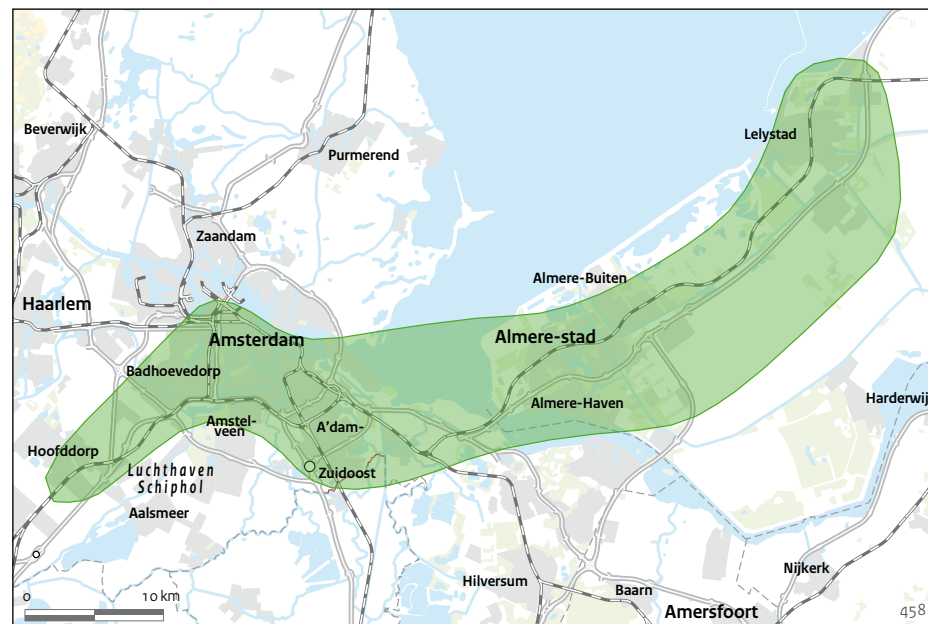 Beverwijk
Lelystad
Purmerend
Zaandam
Almere-Buiten
Haarlem
Amsterdam
Almere-stad
Badhoevedorp
Almere-Haven
Harderwij
Amstel-
veen
A'dam-
Hoofddorp
Luchthaven
Schiphol
Zuidoost
Aalsmeer
Nijkerk
Hilversum
Baarn
Amersfoort
0 10 km
458